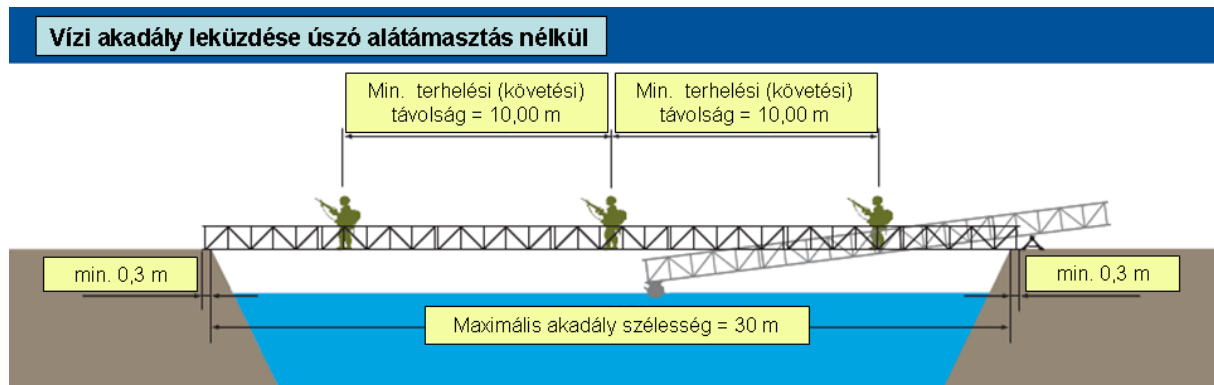 Vízi akadály leküzdése úszó alátámasztás nélkül
Min. terhelési (követési)
távolság = 10,00 m
Min. terhelési (követési)
távolság = 10,00 m
min. 0,3 m
min. 0,3 m
Maximális akadály szélesség = 30 m